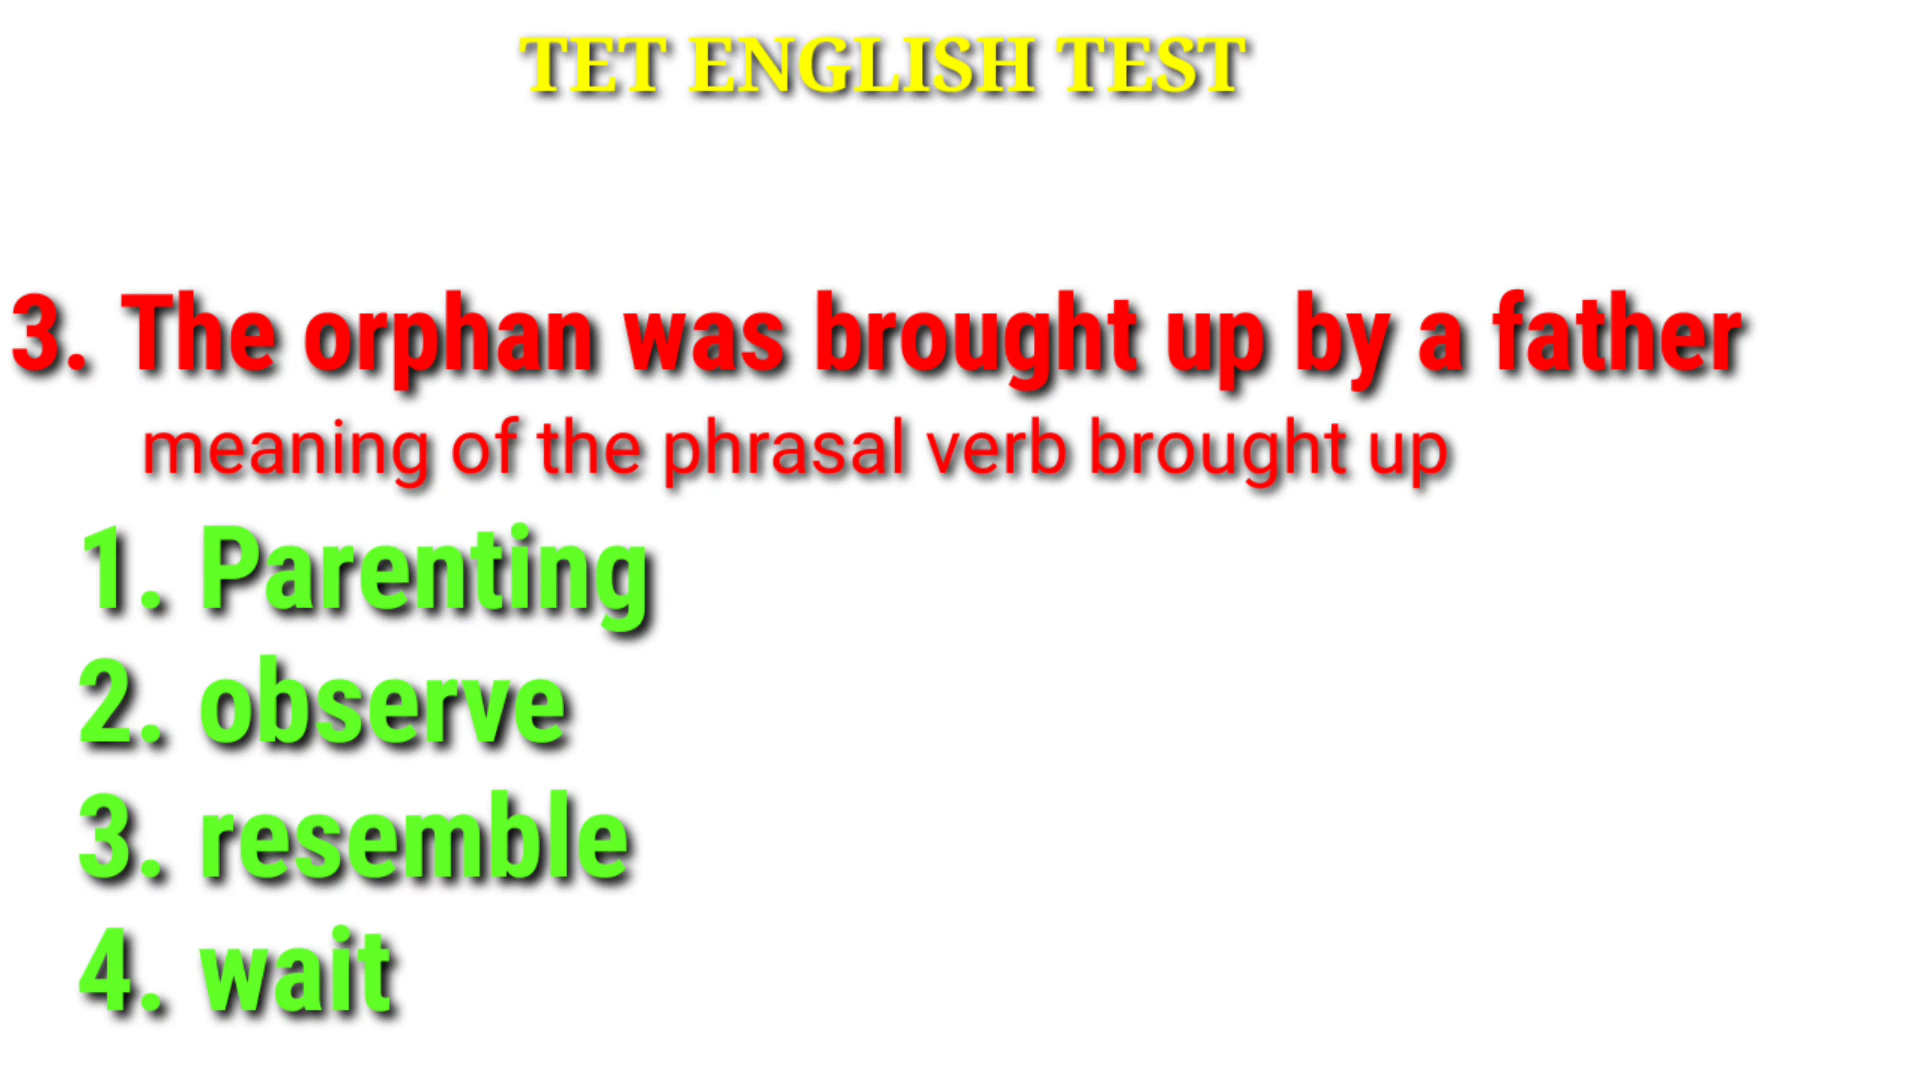 TET ENGLISH TEST
3. The orphan was brought up by a father
meaning of the phrasal verb brought up
1. Parenting
2. observe
3. resemble
4. wait